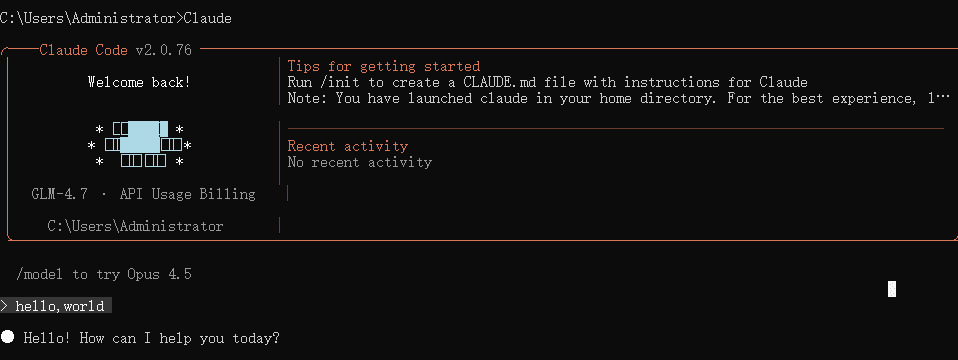 C:\Users\Administrator>Claude
Claude Code v2.0.76
Welcome back!
Tips for getting started
Run /init to create a CLAUDE.md file with instructions for Claude
Note: You have launched claude in your home directory. For the best experience, l…
* *
* *
* *
Recent activity
No recent activity
GLM-4.7 · API Usage Billing
C:\Users\Administrator
/model to try Opus 4.5
> hello,world
● Hello! How can I help you today?